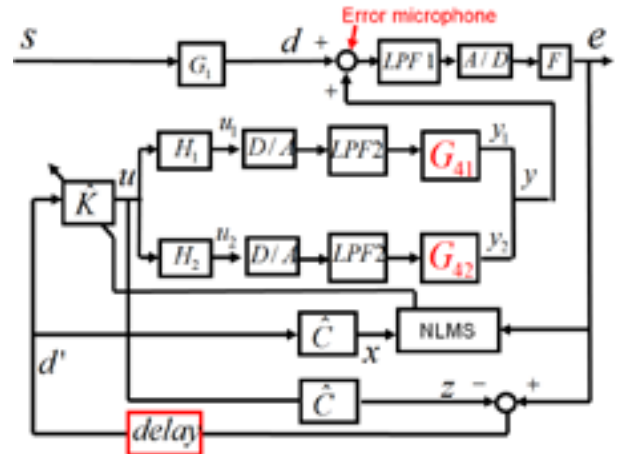 Error microphone
s
G₁
d
+
LPF1
A/D
F
e
+
u₁
H₁
D/A
LPF2
G₄₁
y₁
K̂
u
y
u₂
H₂
D/A
LPF2
G₄₂
y₂
Ĉ
x
NLMS
d'
Ĉ
z
−
+
delay